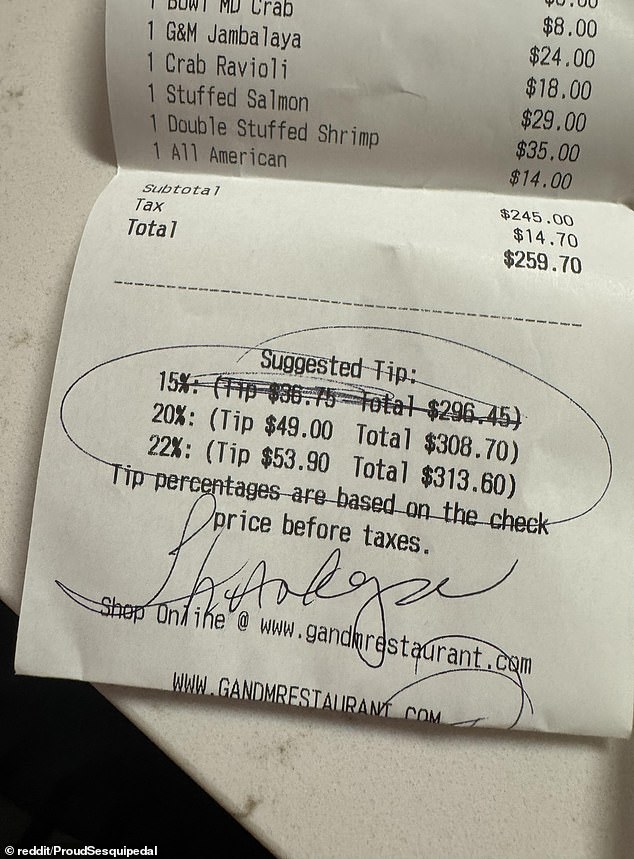 1 Bowl MD Crab $8.00
1 G&M Jambalaya $24.00
1 Crab Ravioli $18.00
1 Stuffed Salmon $29.00
1 Double Stuffed Shrimp $35.00
1 All American $14.00
Subtotal $245.00
Tax $14.70
Total $259.70
Suggested Tip:
15%: (Tip $36.75 Total $296.45)
20%: (Tip $49.00 Total $308.70)
22%: (Tip $53.90 Total $313.60)
Tip percentages are based on the check
price before taxes.
Shop Online @ www.gandmrestaurant.com
WWW.GANDMRESTAURANT.COM
© reddit/ProudSesquipedal